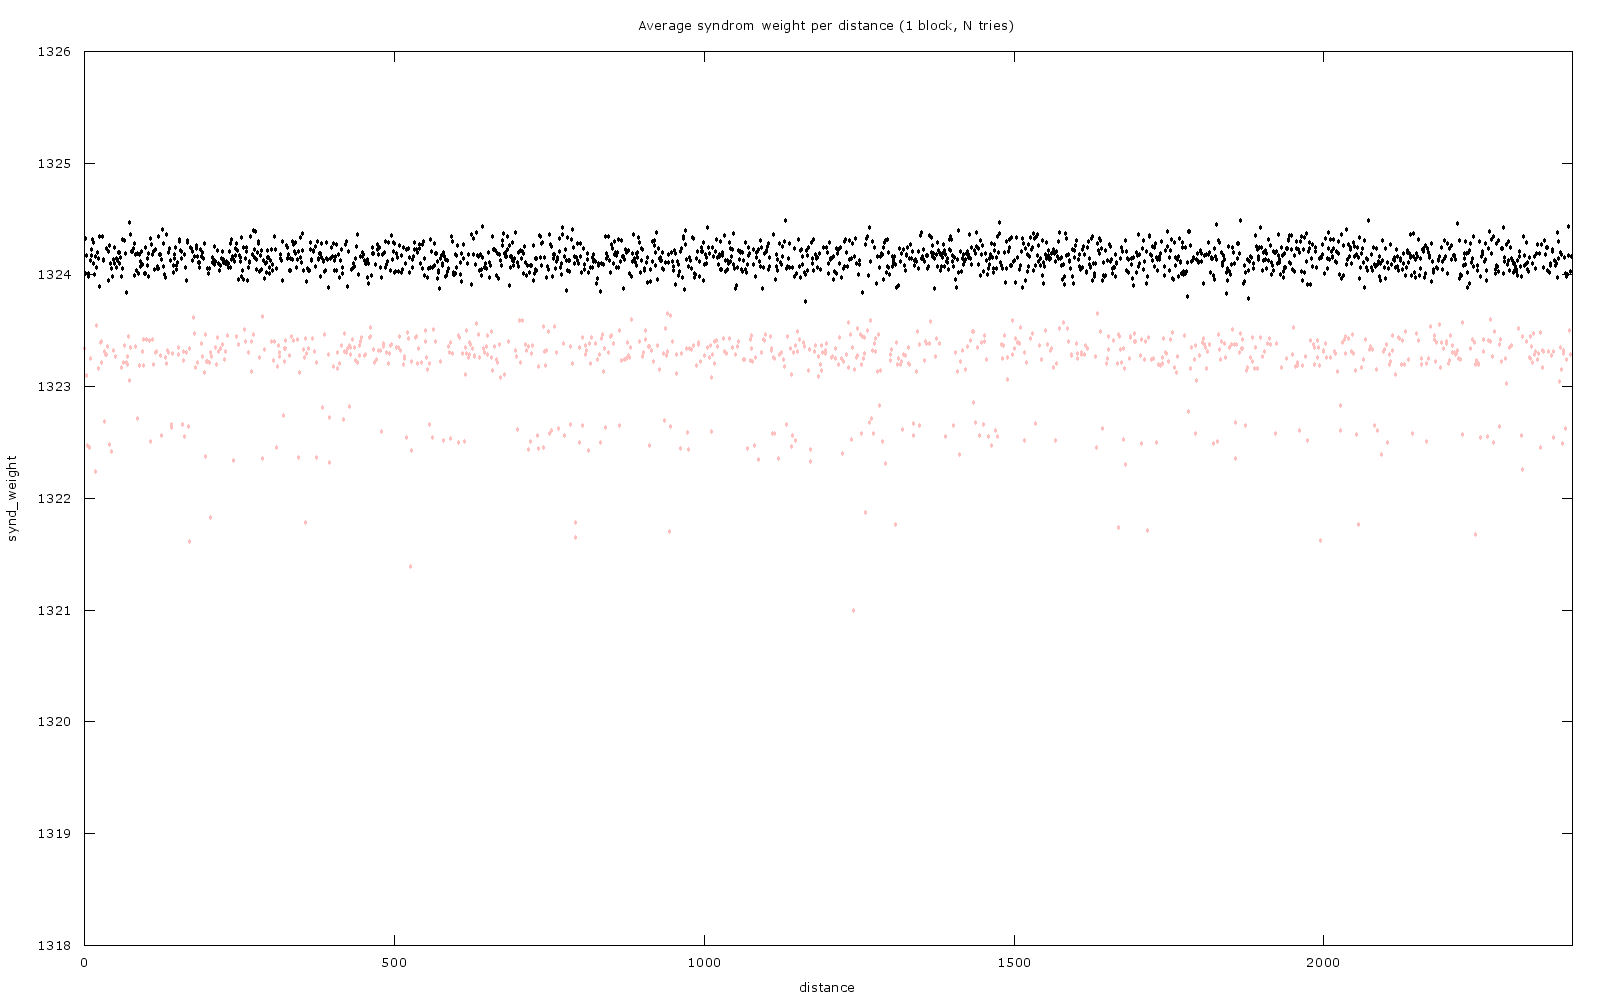 Average syndrom weight per distance (1 block, N tries)
1326
1325
1324
1323
1322
1321
1320
1319
1318
synd_weight
0 500 1000 1500 2000
distance